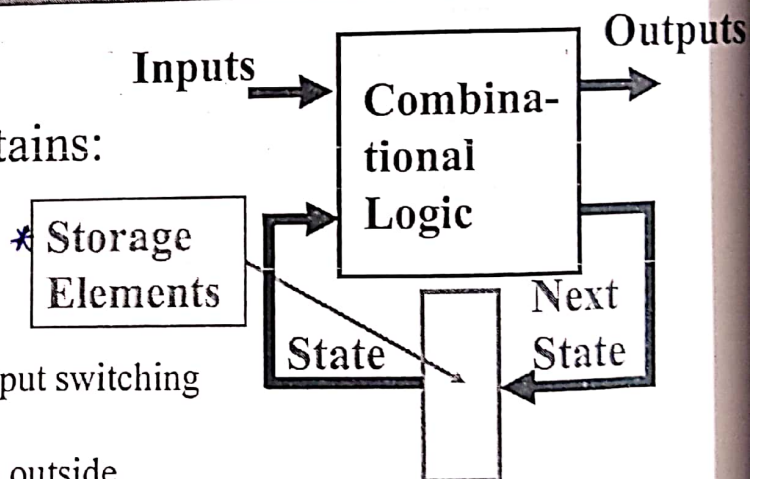 Outputs
Inputs
Combina-
tional
Logic
tains:
* Storage
Elements
Next
State
State
put switching
outside